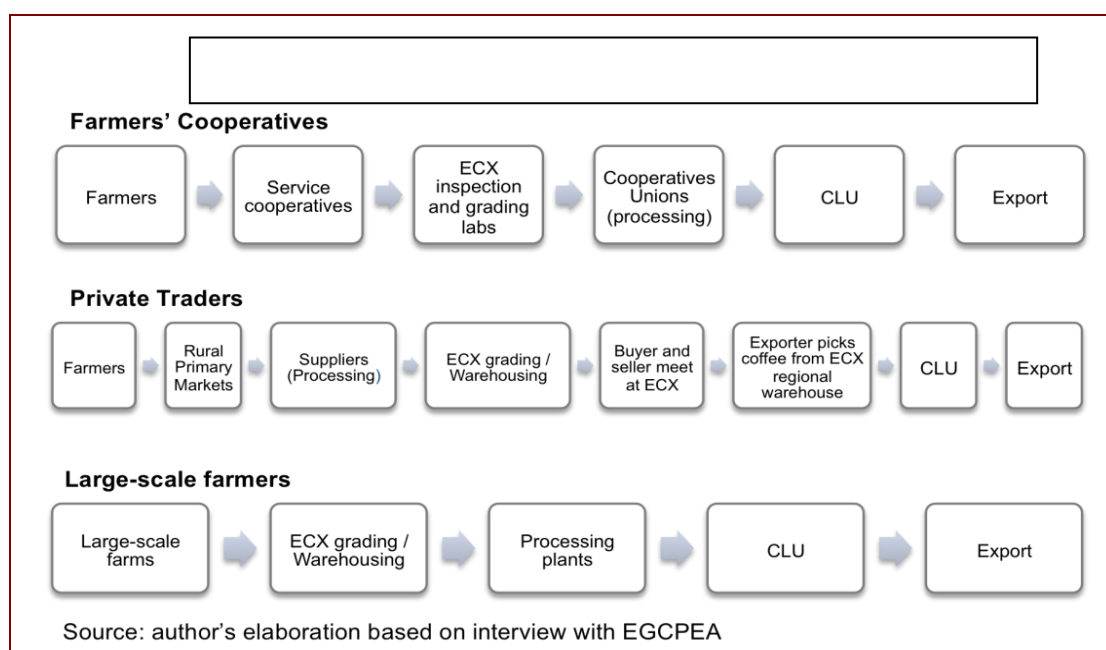 Farmers’ Cooperatives
Farmers
Service
cooperatives
ECX
inspection
and grading
labs
Cooperatives
Unions
(processing)
CLU
Export
Private Traders
Farmers
Rural
Primary
Markets
Suppliers
(Processing)
ECX grading /
Warehousing
Buyer and
seller meet
at ECX
Exporter picks
coffee from ECX
regional
warehouse
CLU
Export
Large-scale farmers
Large-scale
farms
ECX grading /
Warehousing
Processing
plants
CLU
Export
Source: author’s elaboration based on interview with EGCPEA